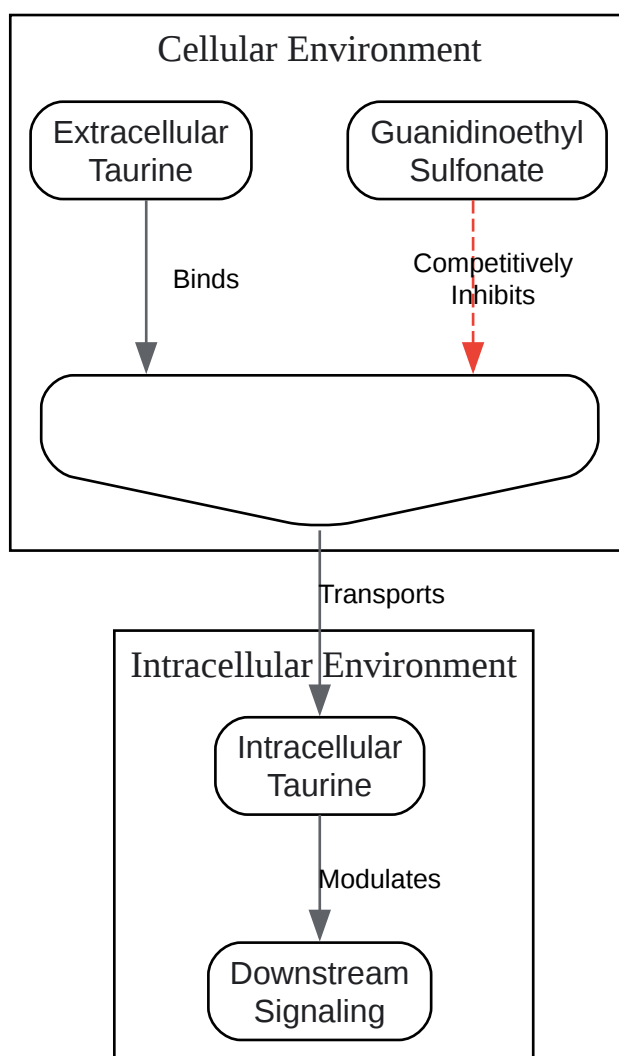 Cellular Environment
Extracellular
Taurine
Guanidinoethyl
Sulfonate
Binds
Competitively
Inhibits
Transports
Intracellular Environment
Intracellular
Taurine
Modulates
Downstream
Signaling